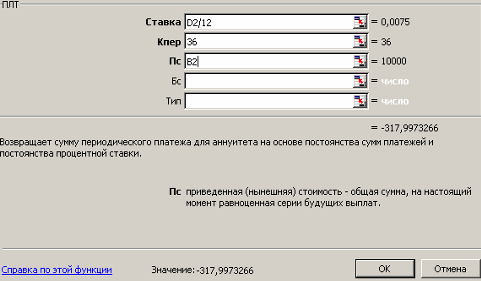 ПЛТ
Ставка D2/12 = 0,0075
Кпер 36 = 36
Пс B2 = 10000
Бс = число
Тип = число
= -317,9973266
Возвращает сумму периодического платежа для аннуитета на основе постоянства сумм платежей и
постоянства процентной ставки.
Пс приведенная (нынешняя) стоимость - общая сумма, на настоящий
момент равноценная серии будущих выплат.
Справка по этой функции Значение: -317,9973266 ОК Отмена